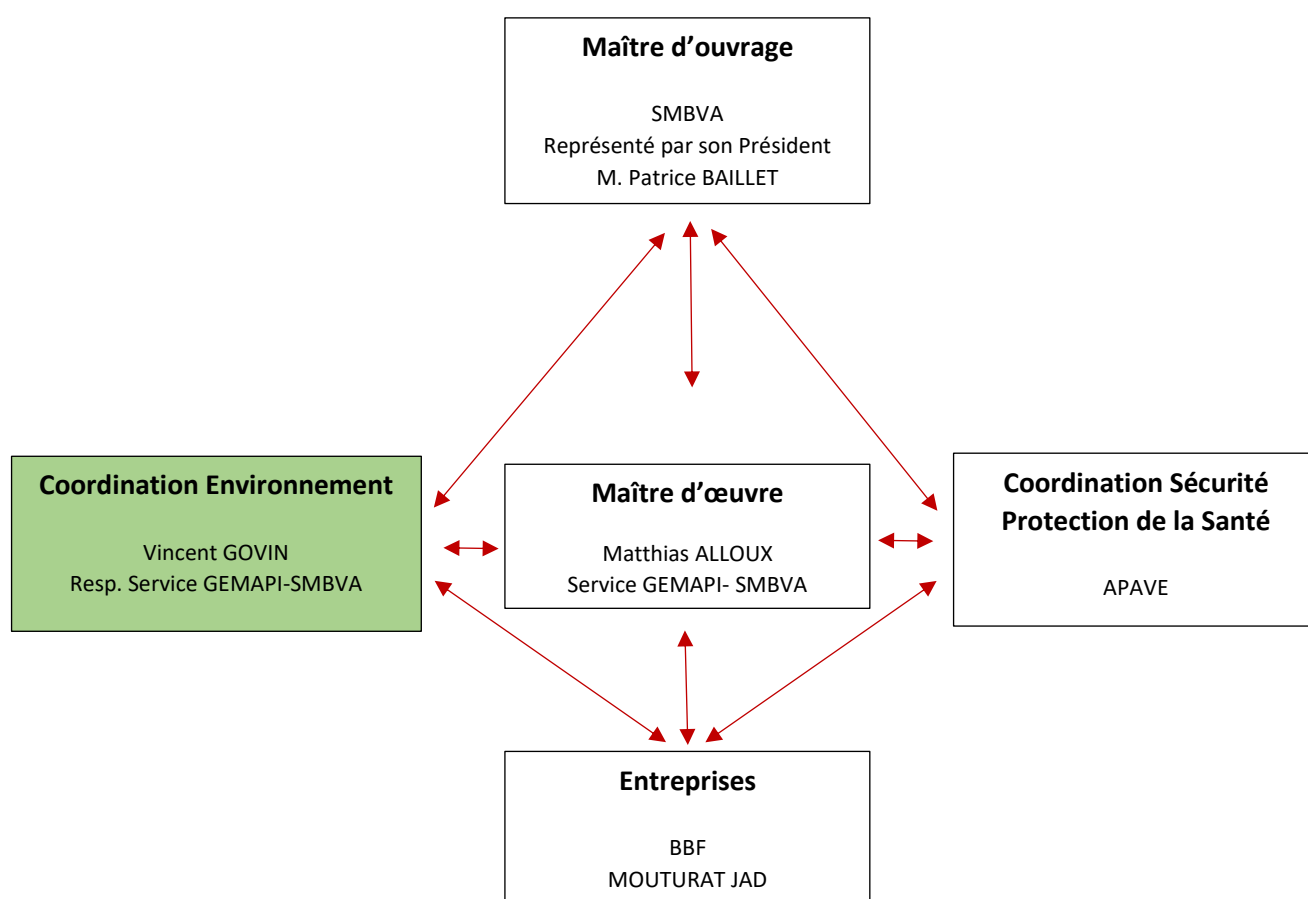 Maître d’ouvrage
SMBVA
Représenté par son Président
M. Patrice BAILLET
Coordination Environnement
Vincent GOVIN
Resp. Service GEMAPI-SMBVA
Maître d’œuvre
Matthias ALLOUX
Service GEMAPI- SMBVA
Coordination Sécurité
Protection de la Santé
APAVE
Entreprises
BBF
MOUTURAT JAD